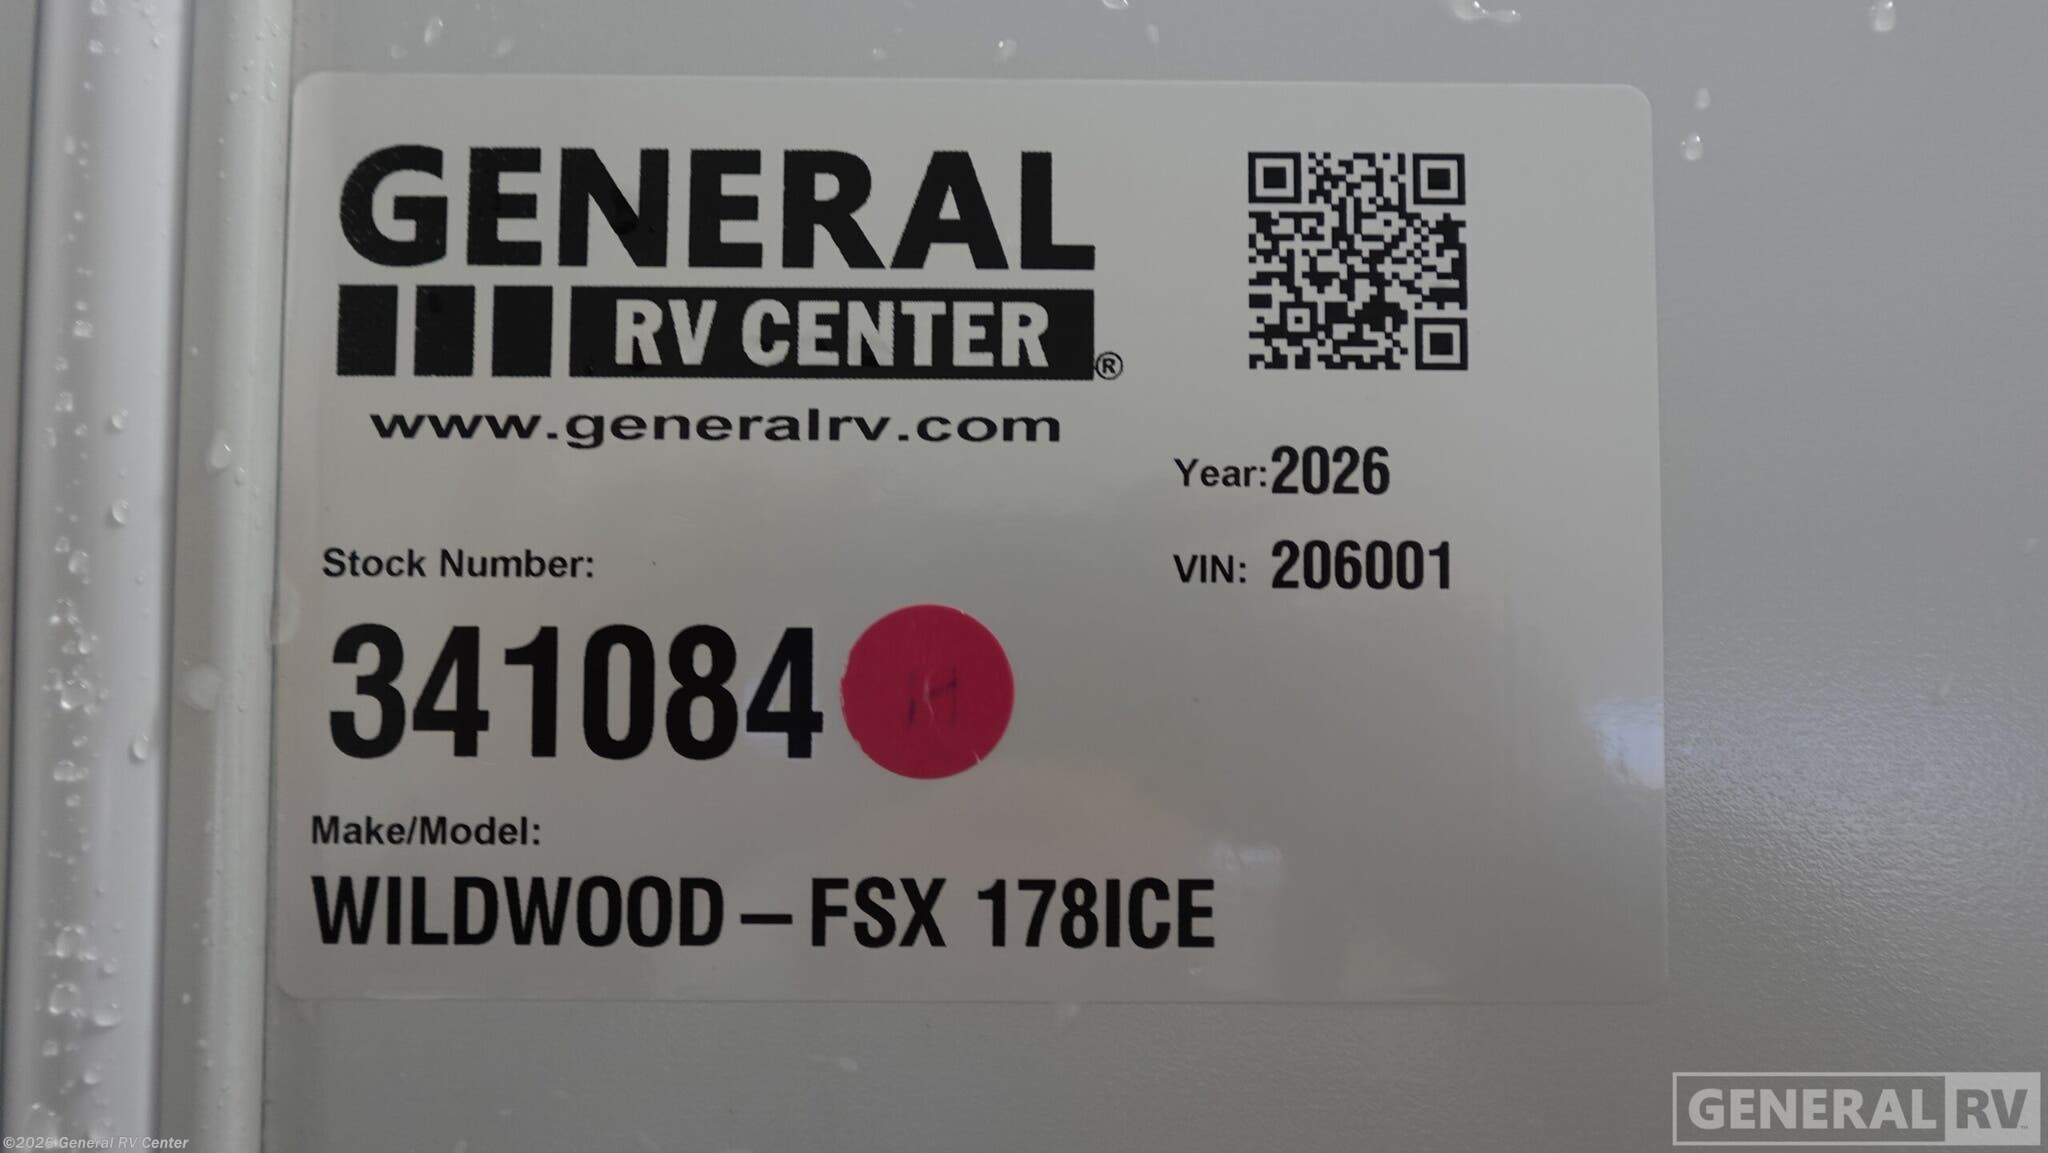 GENERAL
RV CENTER®
www.generalrv.com
Year: 2026
VIN: 206001
Stock Number:
341084
H
Make/Model:
WILDWOOD – FSX 178ICE
GENERAL RV™
©2026 General RV Center